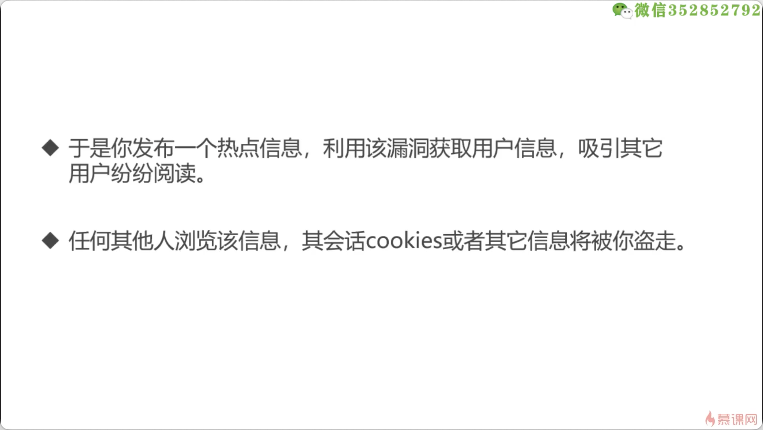 微信352852792
◆ 于是你发布一个热点信息，利用该漏洞获取用户信息，吸引其它
用户纷纷阅读。
◆ 任何其他人浏览该信息，其会话cookies或者其它信息将被你盗走。
慕课网